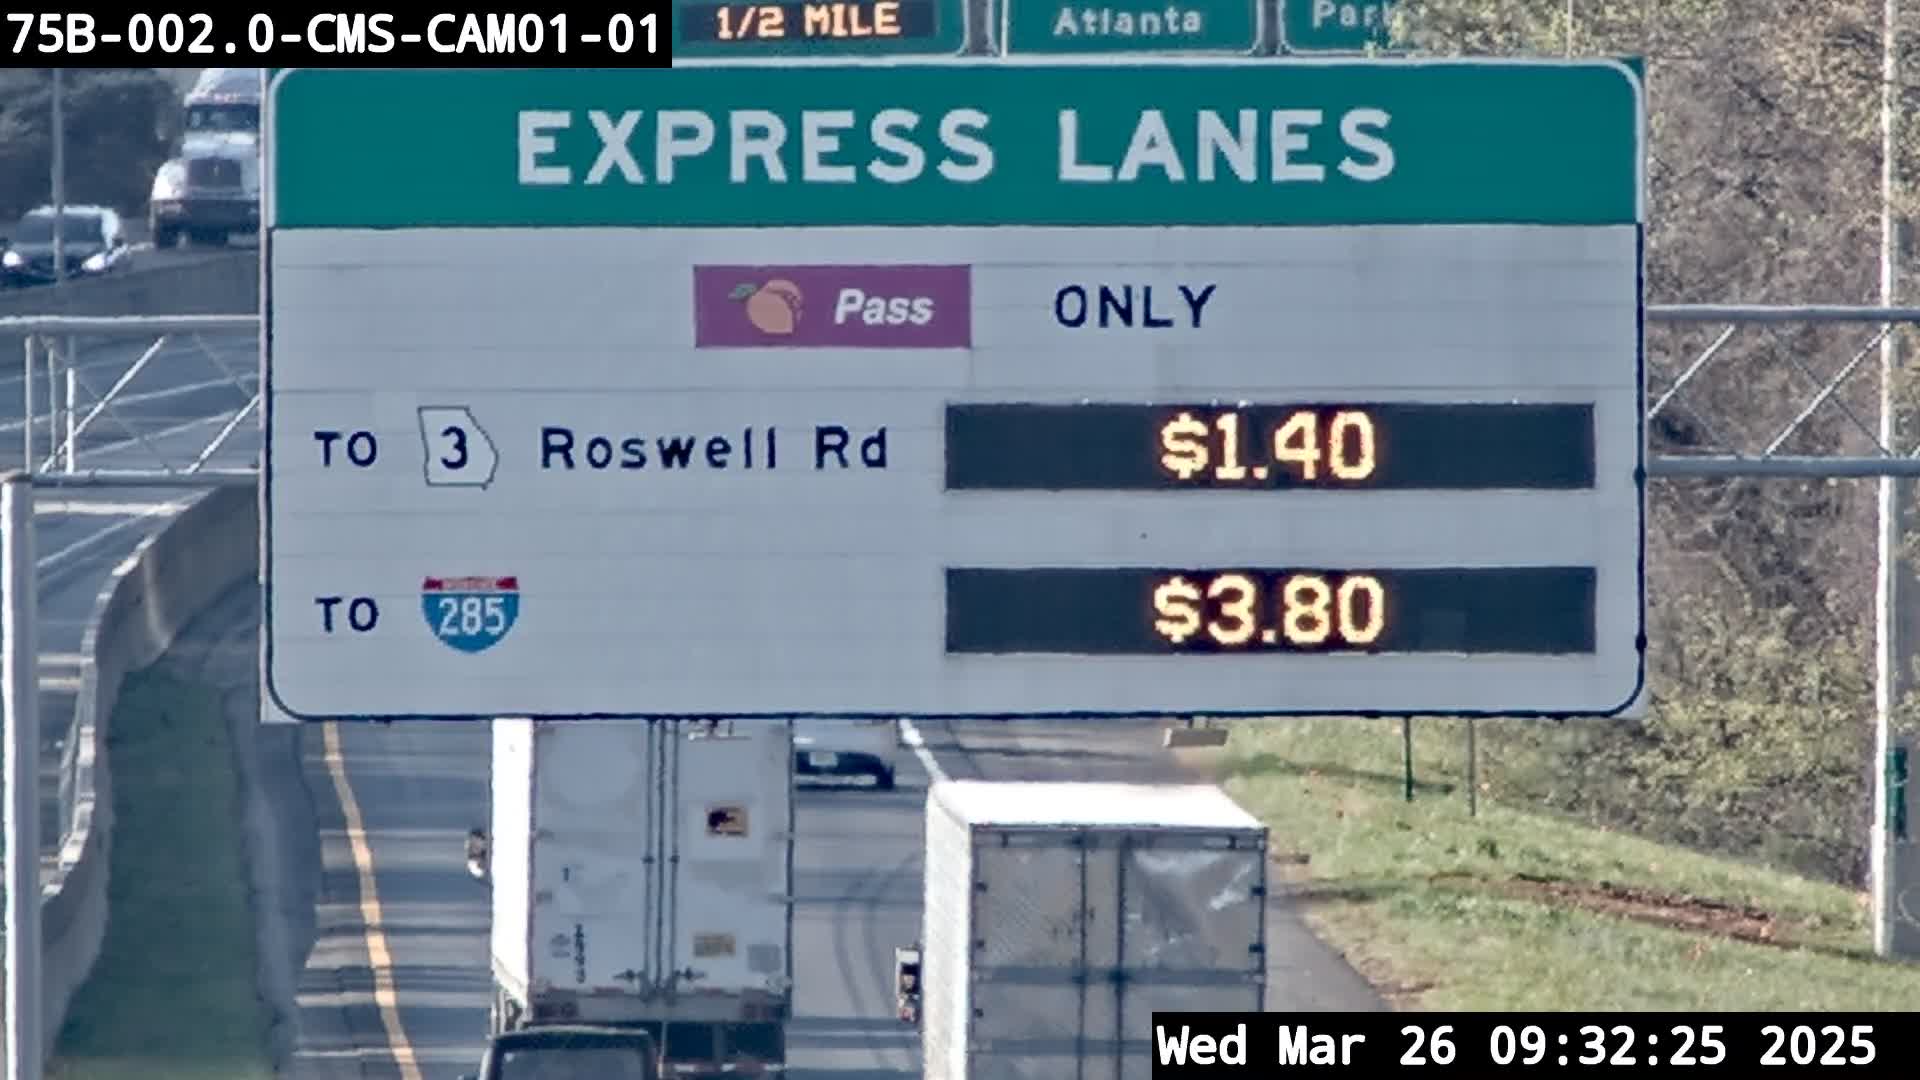 75B-002.0-CMS-CAM01-01
1/2 MILE
Atlanta
EXPRESS LANES
Pass ONLY
TO 3 Roswell Rd $1.40
TO 285 $3.80
Wed Mar 26 09:32:25 2025